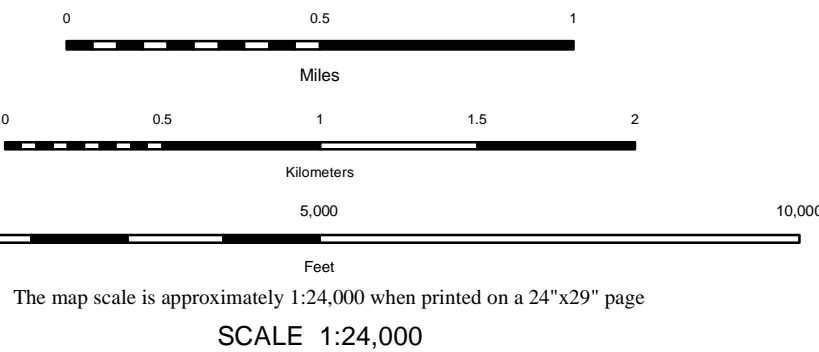 0 0.5 1
Miles
0 0.5 1 1.5 2
Kilometers
5,000 10,000
Feet
The map scale is approximately 1:24,000 when printed on a 24"x29" page
SCALE 1:24,000